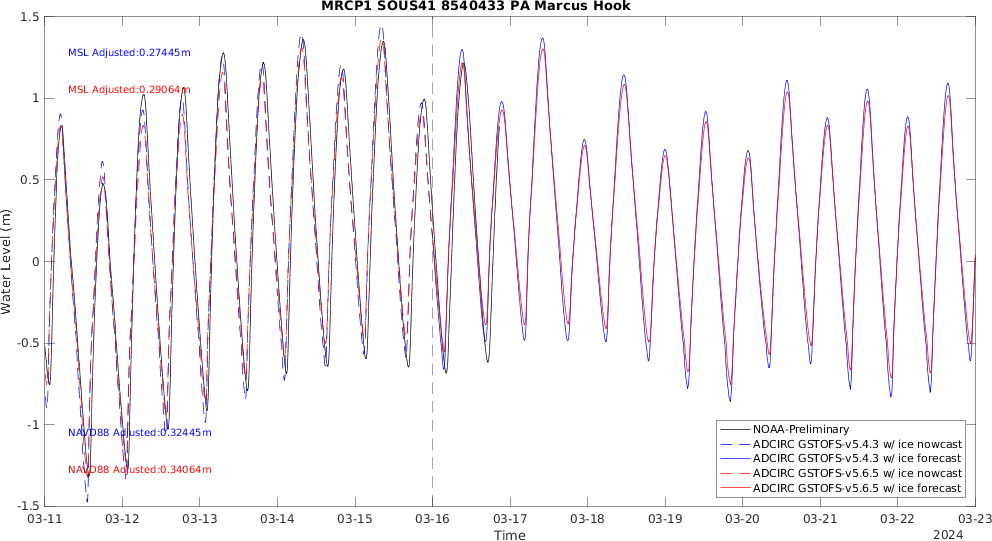 MRCP1 SOUS41 8540433 PA Marcus Hook
1.5
MSL Adjusted:0.27445m
MSL Adjusted:0.29064m
1
0.5
0
-0.5
-1
-1.5
Water Level (m)
NAVD88 Adjusted:0.32445m
NAVD88 Adjusted:0.34064m
NOAA-Preliminary
ADCIRC GSTOFS-v5.4.3 w/ ice nowcast
ADCIRC GSTOFS-v5.4.3 w/ ice forecast
ADCIRC GSTOFS-v5.6.5 w/ ice nowcast
ADCIRC GSTOFS-v5.6.5 w/ ice forecast
03-11 03-12 03-13 03-14 03-15 03-16 03-17 03-18 03-19 03-20 03-21 03-22 03-23
Time
2024